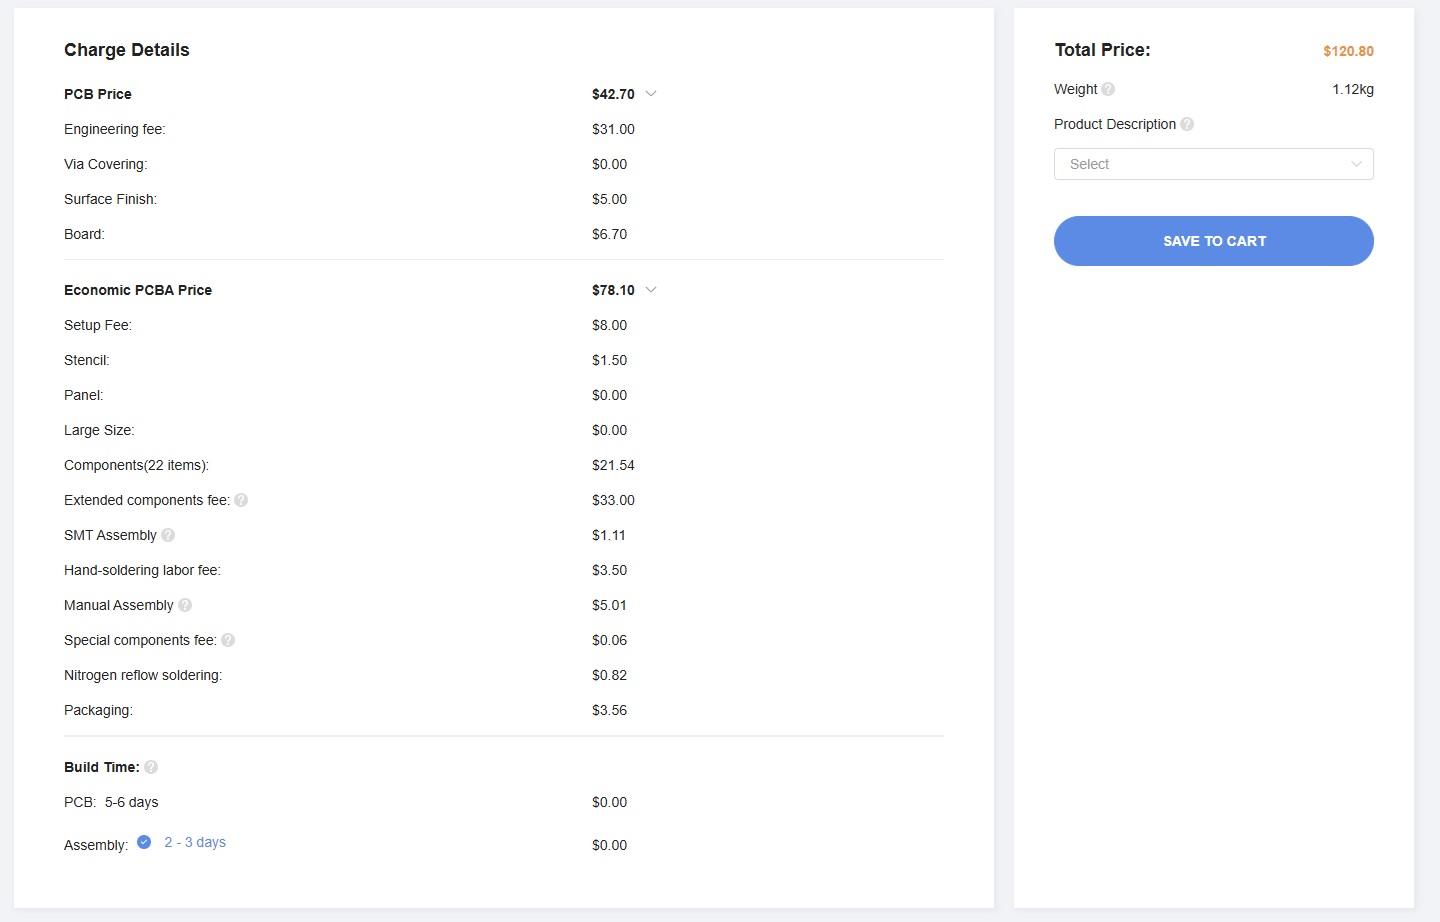 Charge Details
PCB Price $42.70
Engineering fee: $31.00
Via Covering: $0.00
Surface Finish: $5.00
Board: $6.70
Economic PCBA Price $78.10
Setup Fee: $8.00
Stencil: $1.50
Panel: $0.00
Large Size: $0.00
Components(22 items): $21.54
Extended components fee: ? $33.00
SMT Assembly ? $1.11
Hand-soldering labor fee: $3.50
Manual Assembly ? $5.01
Special components fee: ? $0.06
Nitrogen reflow soldering: $0.82
Packaging: $3.56
Build Time: ?
PCB: 5-6 days $0.00
Assembly: 2 - 3 days $0.00
Total Price: $120.80
Weight ? 1.12kg
Product Description ?
Select
SAVE TO CART